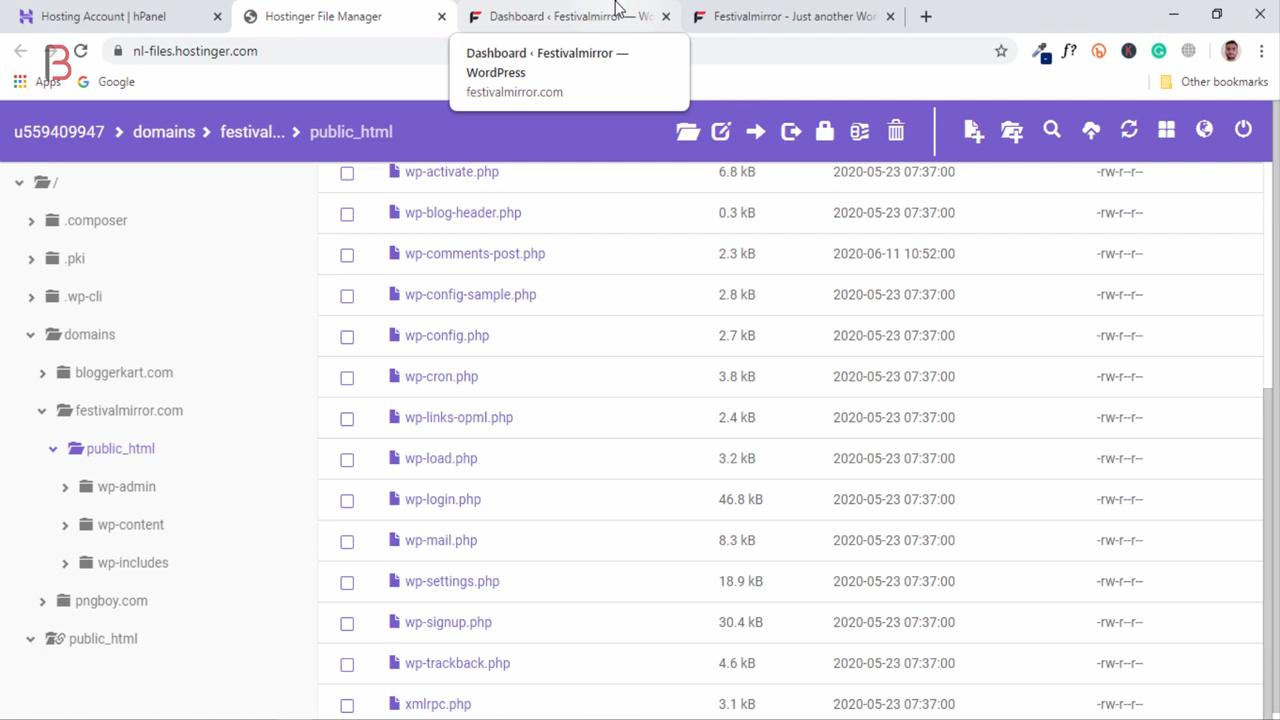 Hosting Account | hPanel
Hostinger File Manager
Dashboard ‹ Festivalmirror — Wo
Festivalmirror - Just another Wor
nl-files.hostinger.com
f?
Apps
Google
Other bookmarks
Dashboard ‹ Festivalmirror —
WordPress
festivalmirror.com
u559409947 > domains > festival... > public_html
/
.composer
.pki
.wp-cli
domains
bloggerkart.com
festivalmirror.com
public_html
wp-admin
wp-content
wp-includes
pngboy.com
public_html
wp-activate.php 6.8 kB 2020-05-23 07:37:00 -rw-r--r--
wp-blog-header.php 0.3 kB 2020-05-23 07:37:00 -rw-r--r--
wp-comments-post.php 2.3 kB 2020-06-11 10:52:00 -rw-r--r--
wp-config-sample.php 2.8 kB 2020-05-23 07:37:00 -rw-r--r--
wp-config.php 2.7 kB 2020-05-23 07:37:00 -rw-r--r--
wp-cron.php 3.8 kB 2020-05-23 07:37:00 -rw-r--r--
wp-links-opml.php 2.4 kB 2020-05-23 07:37:00 -rw-r--r--
wp-load.php 3.2 kB 2020-05-23 07:37:00 -rw-r--r--
wp-login.php 46.8 kB 2020-05-23 07:37:00 -rw-r--r--
wp-mail.php 8.3 kB 2020-05-23 07:37:00 -rw-r--r--
wp-settings.php 18.9 kB 2020-05-23 07:37:00 -rw-r--r--
wp-signup.php 30.4 kB 2020-05-23 07:37:00 -rw-r--r--
wp-trackback.php 4.6 kB 2020-05-23 07:37:00 -rw-r--r--
xmlrpc.php 3.1 kB 2020-05-23 07:37:00 -rw-r--r--